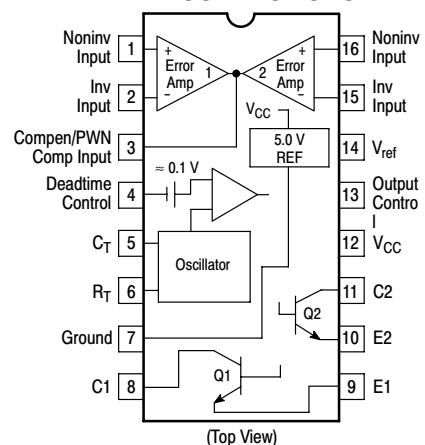 Noninv
Input
1
+
Error
Amp
1
−
Inv
Input
2
Compen/PWN
Comp Input
3
Deadtime
Control
4
≈ 0.1 V
CT
5
RT
6
Oscillator
Ground
7
C1
8
Q1
2
+
Error
Amp
−
VCC
5.0 V
REF
Q2
16
Noninv
Input
15
Inv
Input
14
Vref
13
Output
Contro
l
12
VCC
11
C2
10
E2
9
E1
(Top View)